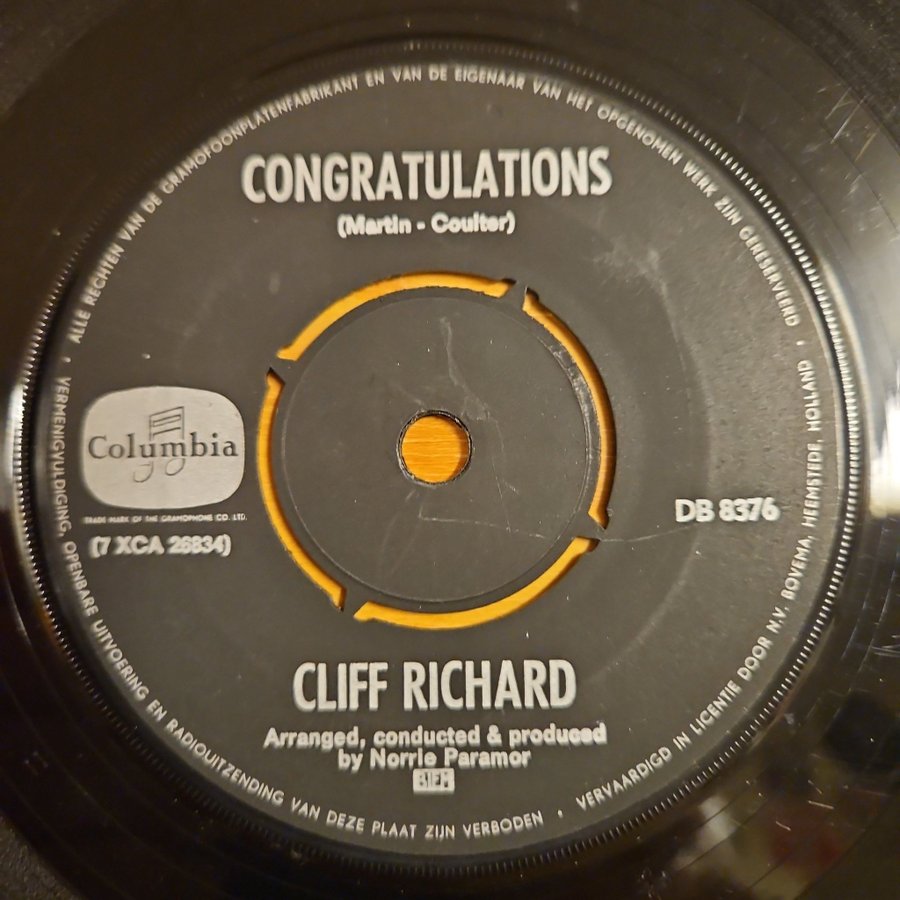 ALLE RECHTEN VAN DE GRAMOFOONPLATENFABRIKANT EN VAN DE EIGENAAR VAN HET OPGENOMEN WERK ZIJN GERESERVEERD
CONGRATULATIONS
(Martin - Coulter)
Columbia
TRADE MARK OF THE GRAMOPHONE CO. LTD.
(7 XCA 26834)
DB 8376
CLIFF RICHARD
Arranged, conducted & produced
by Norrie Paramor
BIEM
VERMENIGVULDIGING, OPENBARE UITVOERING EN RADIOUITZENDING VAN DEZE PLAAT ZIJN VERBODEN • VERVAARDIGD IN LICENTIE DOOR N.V. BOVEMA, HEEMSTEDE, HOLLAND •